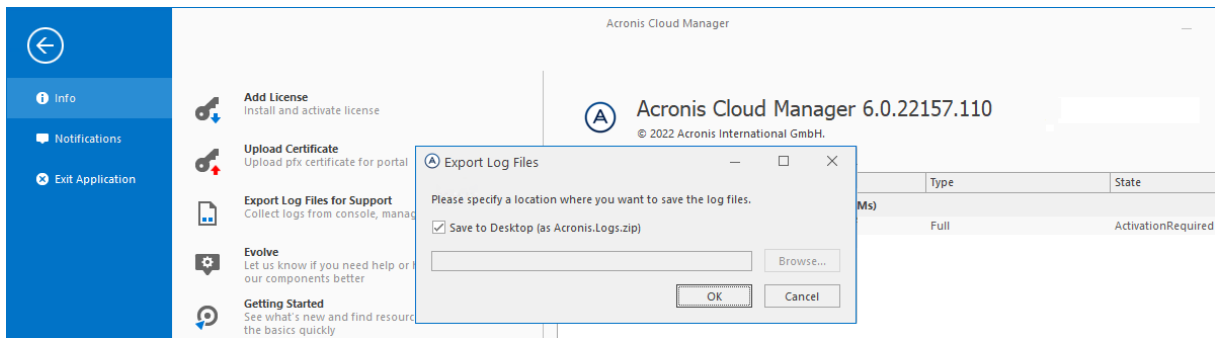 Acronis Cloud Manager
Info
Notifications
Exit Application
Add License
Install and activate license
Upload Certificate
Upload pfx certificate for portal
Export Log Files for Support
Collect logs from console, manag
Evolve
Let us know if you need help or
our components better
Getting Started
See what's new and find resourc
the basics quickly
Acronis Cloud Manager 6.0.22157.110
© 2022 Acronis International GmbH.
Type
State
Ms)
Full
ActivationRequired
Export Log Files
Please specify a location where you want to save the log files.
Save to Desktop (as Acronis.Logs.zip)
Browse...
OK
Cancel